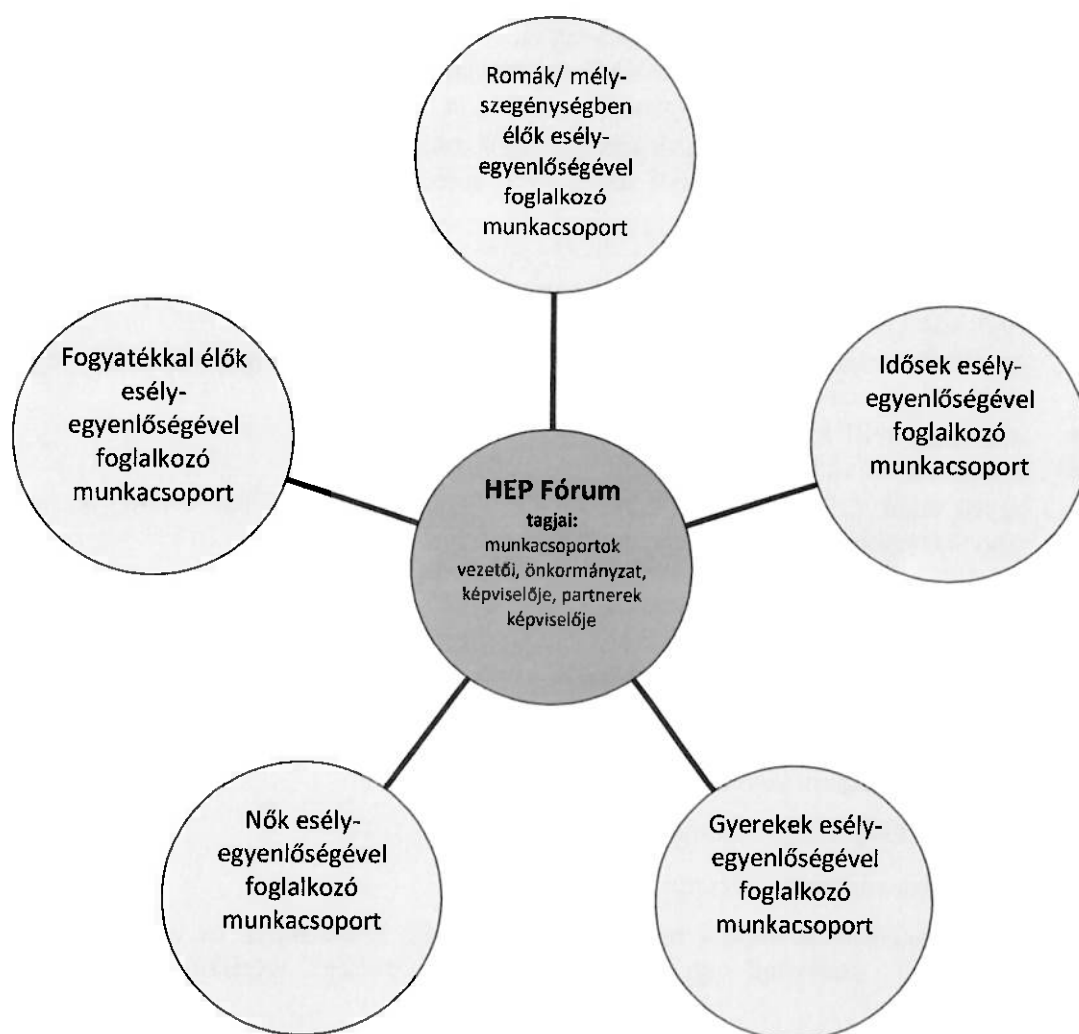 Romák/ mély-
szegénységben
élők esély-
egyenlőségével
foglalkozó
munkacsoport
Fogyatékkal élők
esély-
egyenlőségével
foglalkozó
munkacsoport
Idősek esély-
egyenlőségével
foglalkozó
munkacsoport
HEP Fórum
tagjai:
munkacsoportok
vezetői, önkormányzat,
képviselője, partnerek
képviselője
Nők esély-
egyenlőségével
foglalkozó
munkacsoport
Gyerekek esély-
egyenlőségével
foglalkozó
munkacsoport